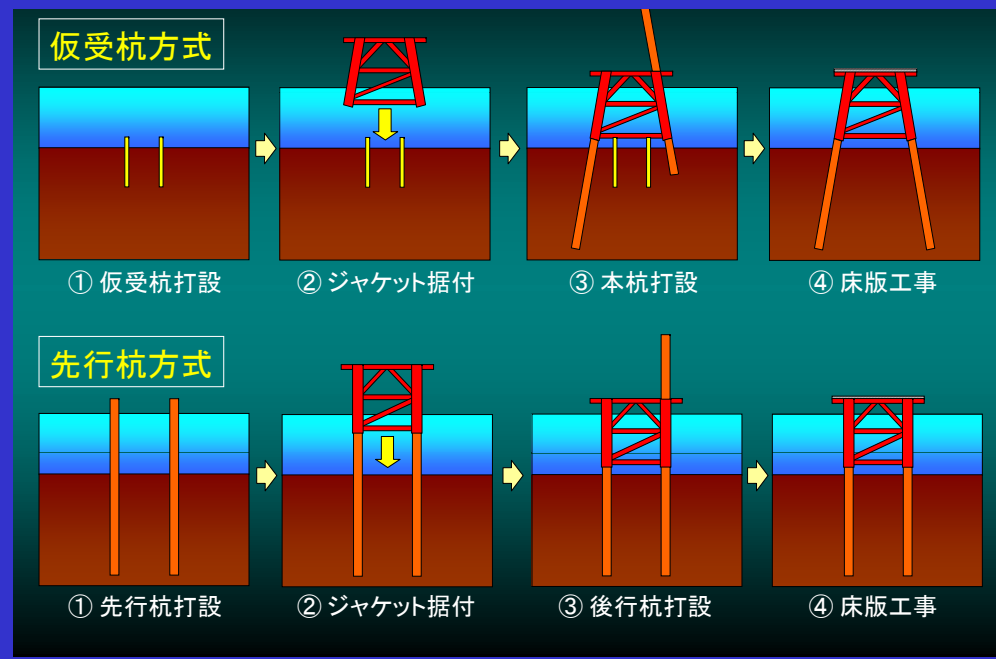 仮受杭方式
① 仮受杭打設
② ジャケット据付
③ 本杭打設
④ 床版工事
先行杭方式
① 先行杭打設
② ジャケット据付
③ 後行杭打設
④ 床版工事